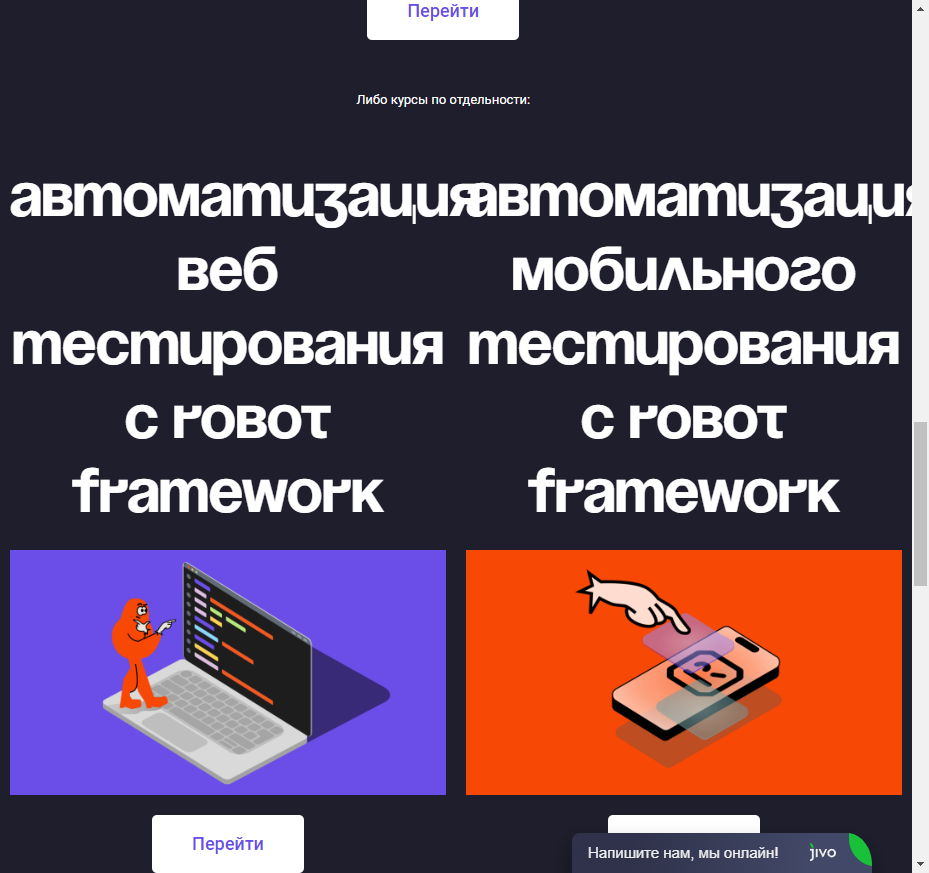 Перейти
Либо курсы по отдельности:
автоматизация
веб
тестирования
с robot
framework
автоматизация
мобильного
тестирования
с robot
framework
Перейти
Напишите нам, мы онлайн! jivo